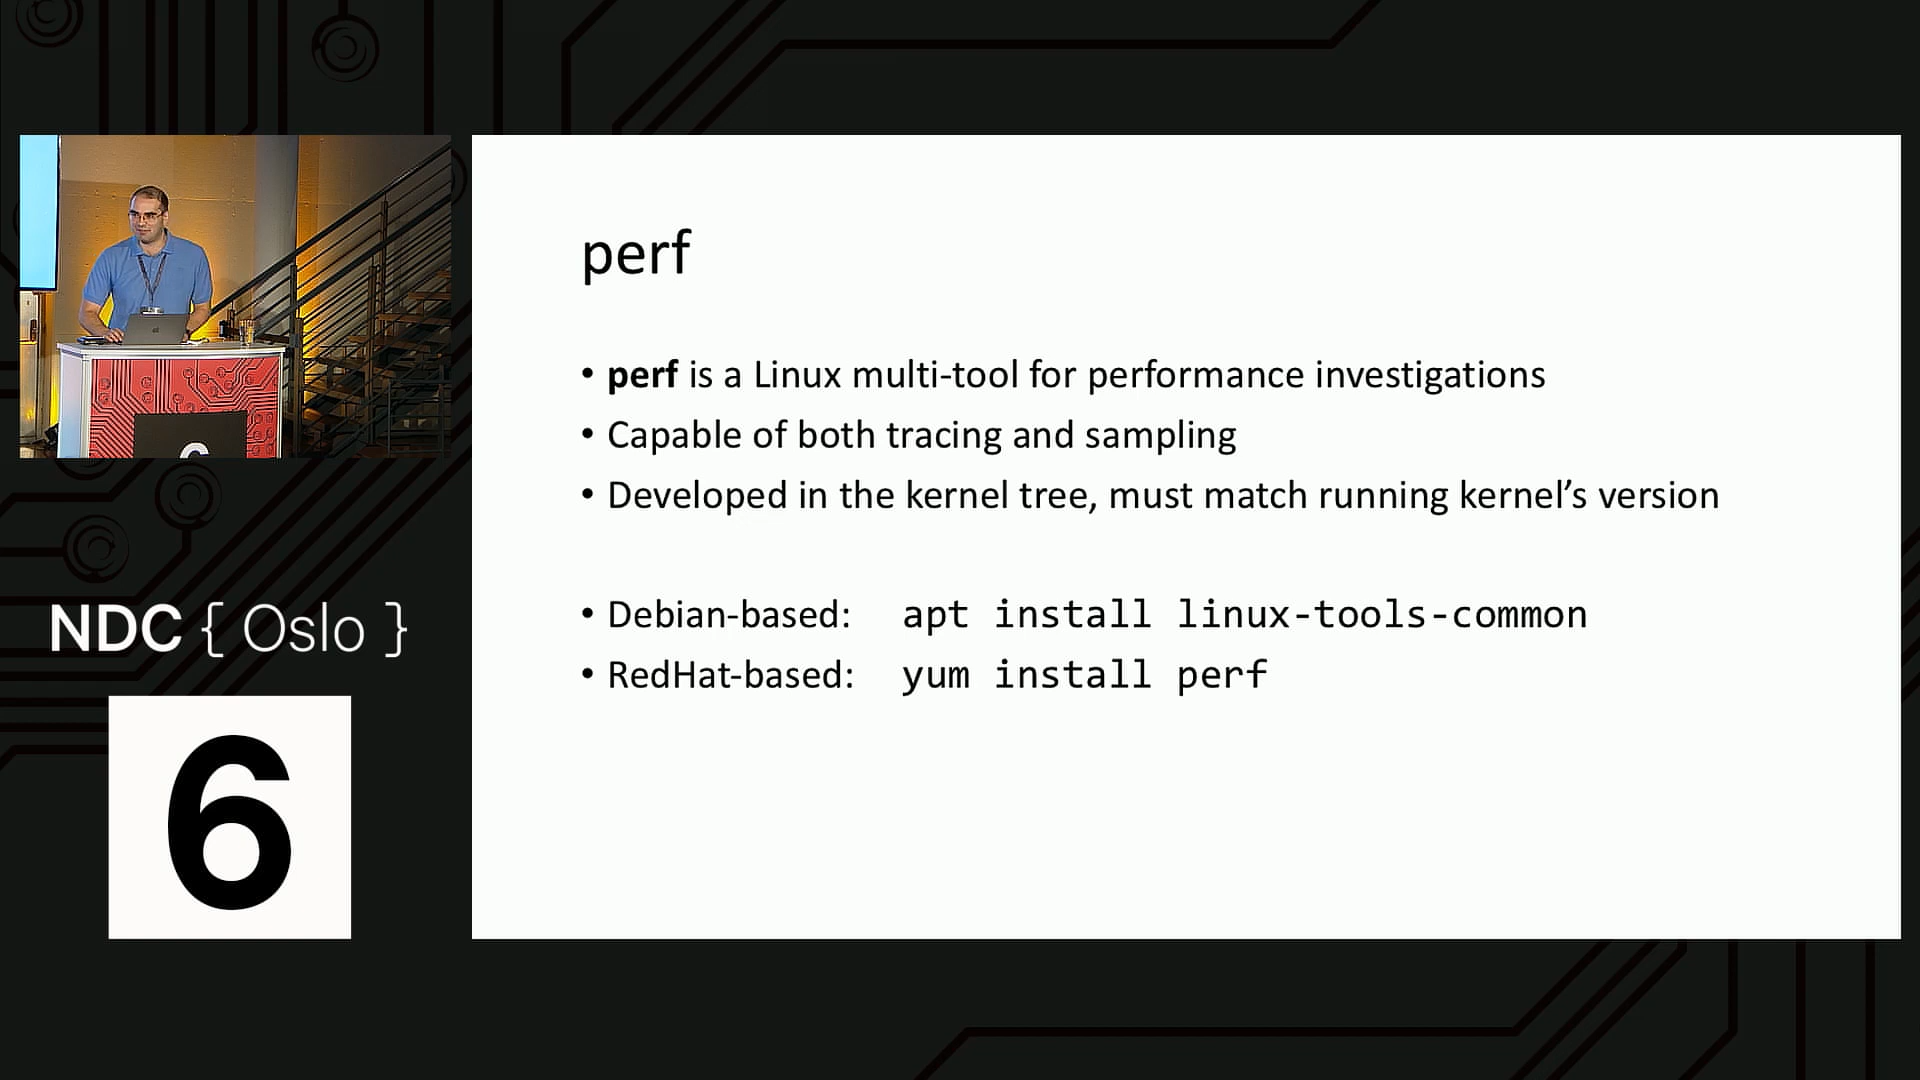 perf
• perf is a Linux multi-tool for performance investigations
• Capable of both tracing and sampling
• Developed in the kernel tree, must match running kernel’s version
• Debian-based: apt install linux-tools-common
• RedHat-based: yum install perf
NDC { Oslo }
6